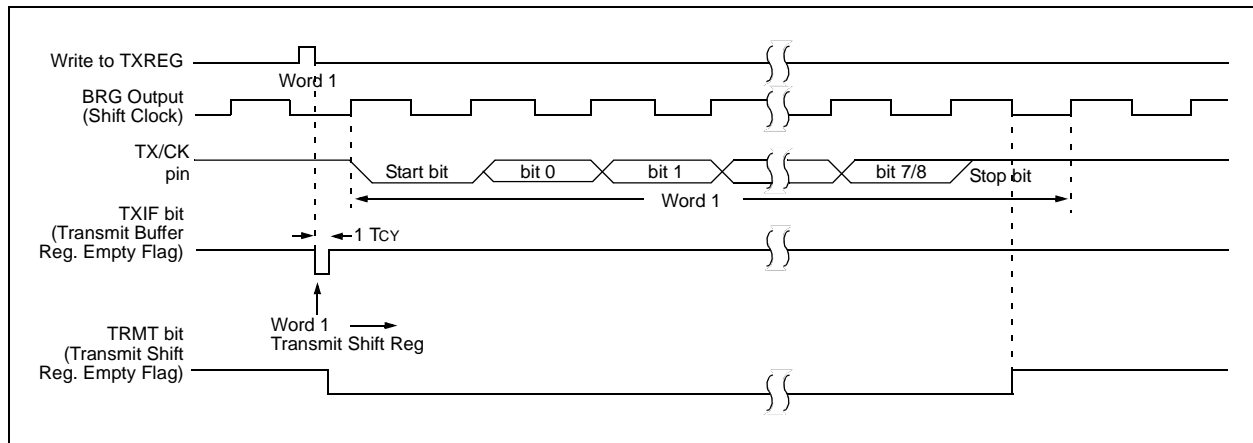 Write to TXREG
Word 1
BRG Output
(Shift Clock)
TX/CK
pin
Start bit
bit 0
bit 1
bit 7/8
Stop bit
Word 1
TXIF bit
(Transmit Buffer
Reg. Empty Flag)
1 TCY
Word 1
Transmit Shift Reg
TRMT bit
(Transmit Shift
Reg. Empty Flag)